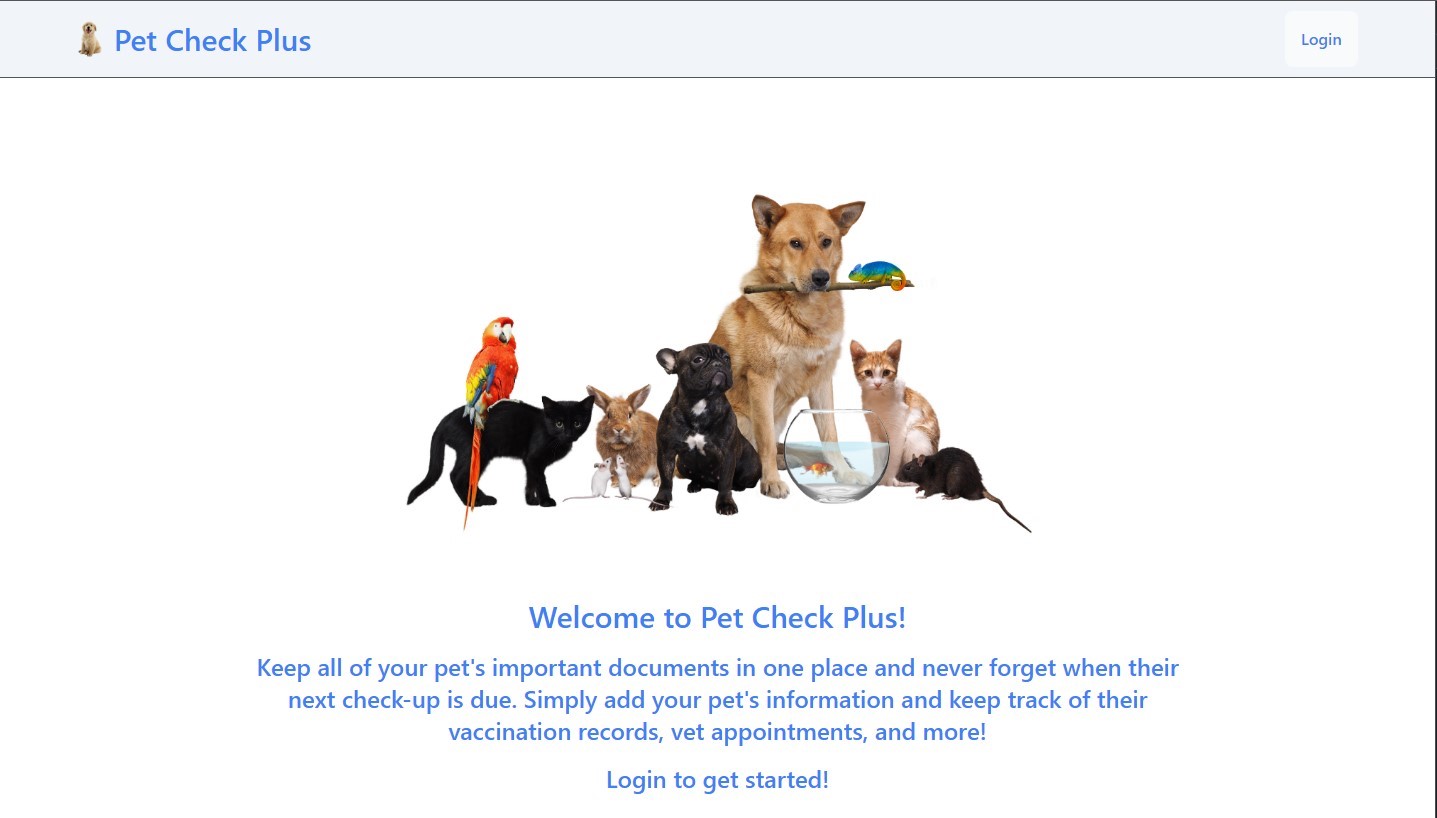 Pet Check Plus
Login
Welcome to Pet Check Plus!
Keep all of your pet's important documents in one place and never forget when their
next check-up is due. Simply add your pet's information and keep track of their
vaccination records, vet appointments, and more!
Login to get started!